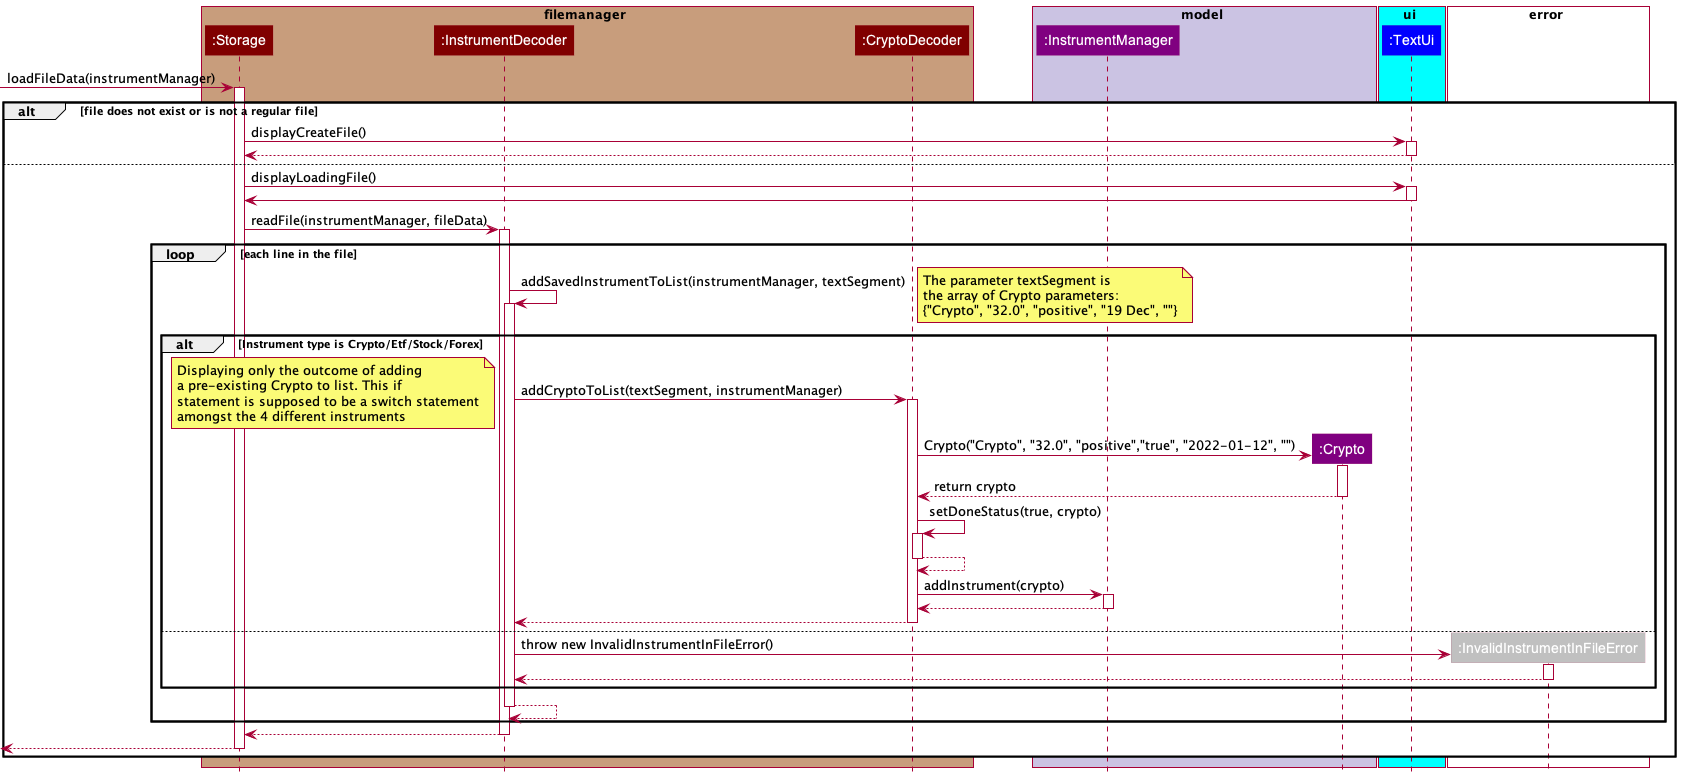 filemanager
model
ui
error
:Storage
:InstrumentDecoder
:CryptoDecoder
:InstrumentManager
:TextUi
loadFileData(instrumentManager)
alt
[file does not exist or is not a regular file]
displayCreateFile()
displayLoadingFile()
readFile(instrumentManager, fileData)
loop
[each line in the file]
addSavedInstrumentToList(instrumentManager, textSegment)
The parameter textSegment is
the array of Crypto parameters:
{"Crypto", "32.0", "positive", "19 Dec", ""}
alt
[Instrument type is Crypto/Etf/Stock/Forex]
Displaying only the outcome of adding
a pre-existing Crypto to list. This if
statement is supposed to be a switch statement
amongst the 4 different instruments
addCryptoToList(textSegment, instrumentManager)
Crypto("Crypto", "32.0", "positive","true", "2022-01-12", "")
:Crypto
return crypto
setDoneStatus(true, crypto)
addInstrument(crypto)
throw new InvalidInstrumentInFileError()
:InvalidInstrumentInFileError